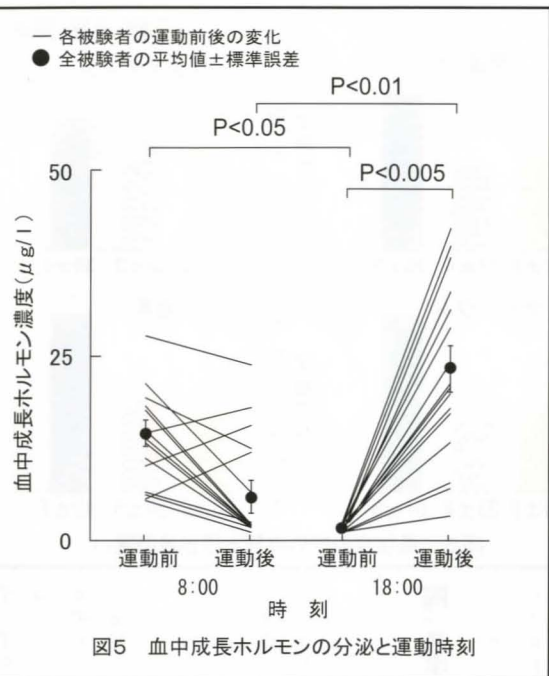 ― 各被験者の運動前後の変化
● 全被験者の平均値±標準誤差
P<0.01
P<0.05
P<0.005
50
25
0
血中成長ホルモン濃度(μg/l)
運動前 運動後 運動前 運動後
8:00 18:00
時 刻
図5 血中成長ホルモンの分泌と運動時刻